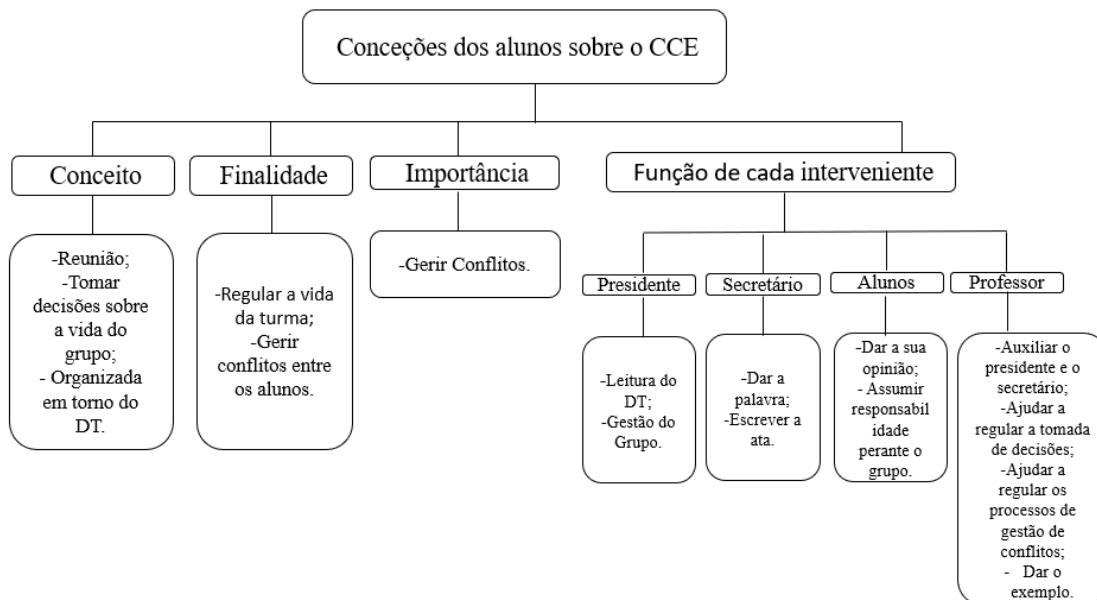 Conceções dos alunos sobre o CCE
Conceito
-Reunião;
-Tomar
decisões sobre
a vida do
grupo;
- Organizada
em torno do
DT.
Finalidade
-Regular a vida
da turma;
-Gerir
conflitos entre
os alunos.
Importância
-Gerir Conflitos.
Função de cada interveniente
Presidente
-Leitura do
DT;
-Gestão do
Grupo.
Secretário
-Dar a
palavra;
-Escrever a
ata.
Alunos
-Dar a sua
opinião;
- Assumir
responsabil
idade
perante o
grupo.
Professor
-Auxiliar o
presidente e o
secretário;
-Ajudar a
regular a tomada
de decisões;
-Ajudar a
regular os
processos de
gestão de
conflitos;
- Dar o
exemplo.